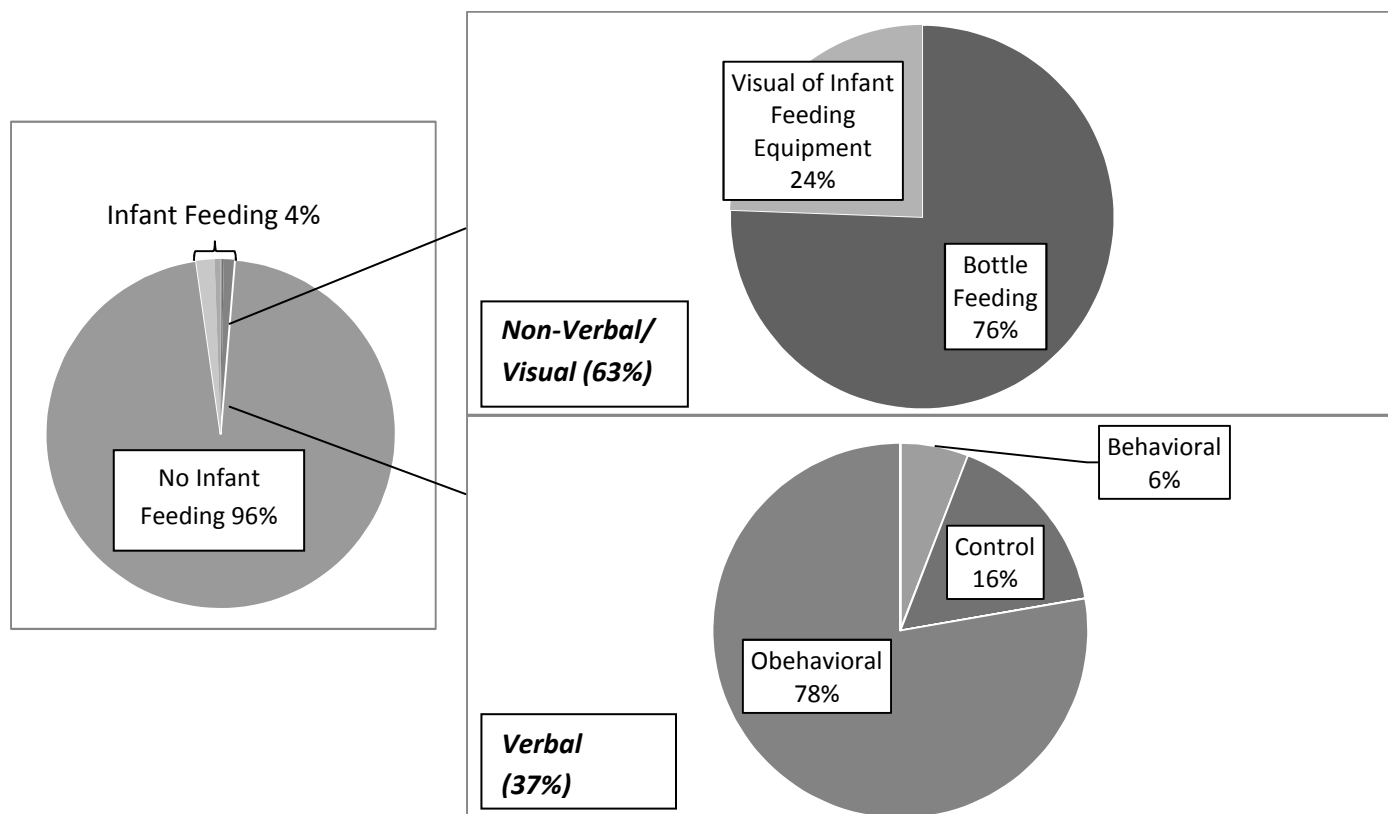 Infant Feeding 4%
No Infant
Feeding 96%
Visual of Infant
Feeding
Equipment
24%
Bottle
Feeding
76%
Non-Verbal/
Visual (63%)
Behavioral
6%
Control
16%
Obehavioral
78%
Verbal
(37%)